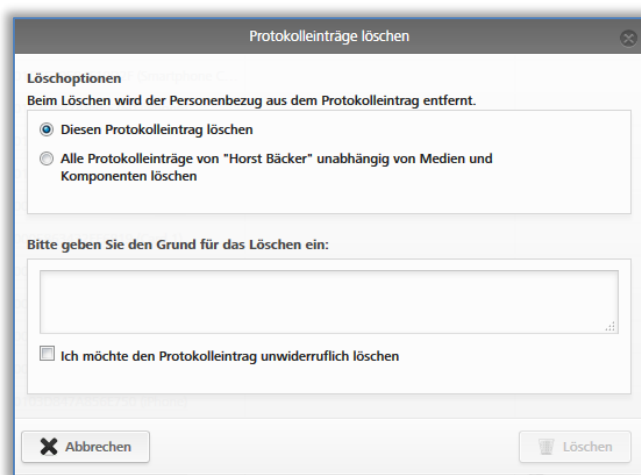 Protokolleinträge löschen
Löschoptionen
Beim Löschen wird der Personenbezug aus dem Protokolleintrag entfernt.
Diesen Protokolleintrag löschen
Alle Protokolleinträge von "Horst Bäcker" unabhängig von Medien und
Komponenten löschen
Bitte geben Sie den Grund für das Löschen ein:
Ich möchte den Protokolleintrag unwiderruflich löschen
Abbrechen
Löschen